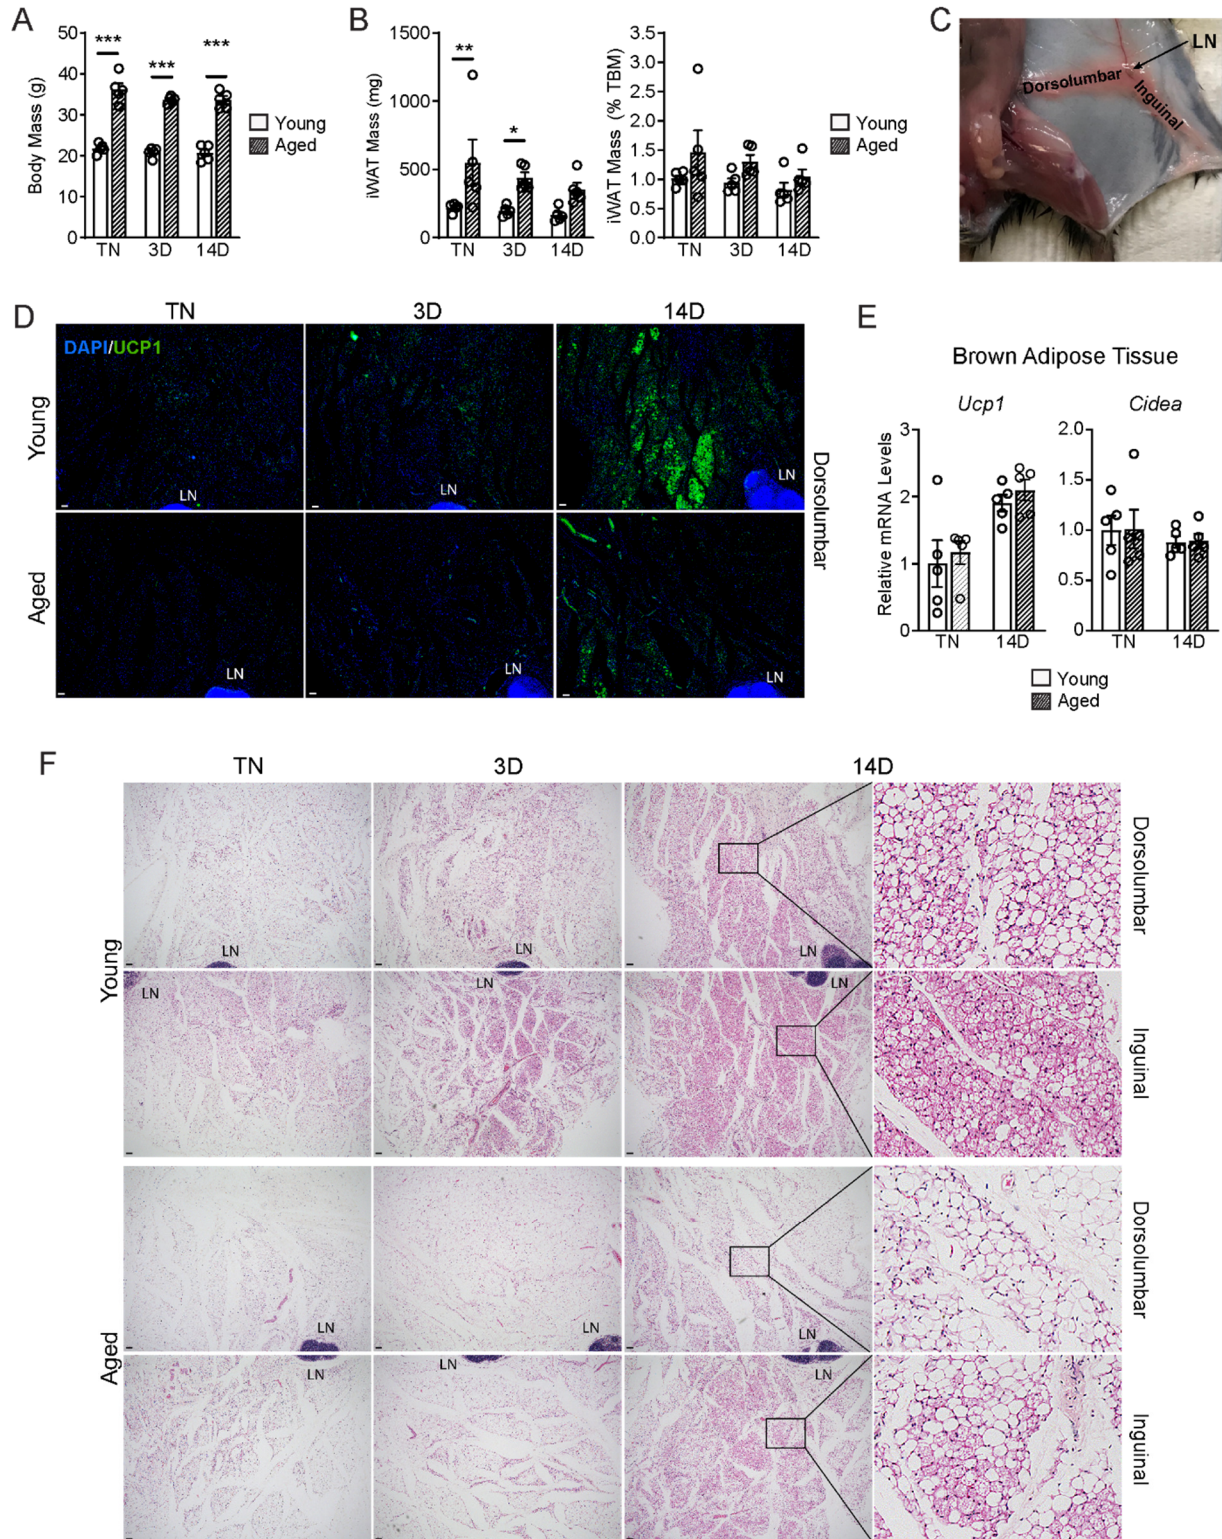 A
Body Mass (g)
50
40
30
20
10
0
***
***
***
TN
3D
14D
Young
Aged
B
iWAT Mass (mg)
1500
1000
500
0
**
*
TN
3D
14D
iWAT Mass (% TBM)
3.5
3.0
2.5
2.0
1.5
1.0
0.5
0.0
TN
3D
14D
Young
Aged
C
LN
Dorsolumbar
Inguinal
D
TN
3D
14D
DAPI/UCP1
Young
LN
LN
LN
Aged
LN
LN
LN
Dorsolumbar
E
Brown Adipose Tissue
Ucp1
Cidea
Relative mRNA Levels
3
2
1
0
TN
14D
2.0
1.5
1.0
0.5
0
TN
14D
Young
Aged
F
TN
3D
14D
Young
LN
LN
LN
Dorsolumbar
LN
LN
LN
Inguinal
Aged
LN
LN
LN
Dorsolumbar
LN
LN
LN
Inguinal